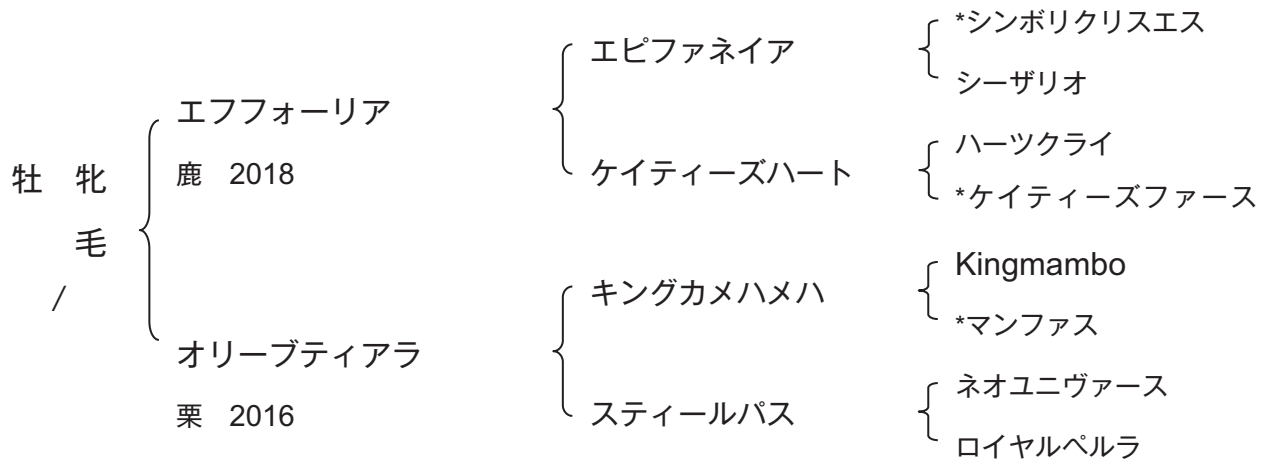 *シンボリクリスエス
エピファネイア
シーザリオ
エフフォーリア
鹿 2018
ハーツクライ
ケイティーズハート
*ケイティーズファース
牡 牝
毛
/
Kingmambo
キングカメハメハ
*マンファス
オリーブティアラ
栗 2016
ネオユニヴァース
スティールパス
ロイヤルペルラ